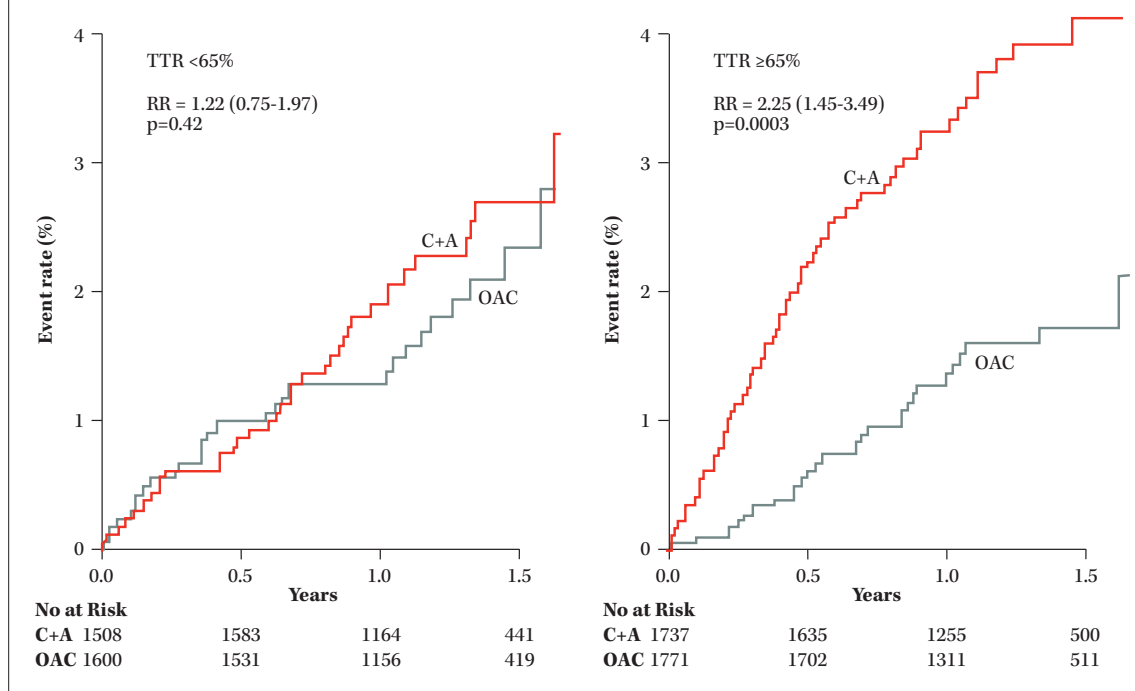 TTR <65%
RR = 1.22 (0.75-1.97)
p=0.42
Event rate (%)
4
3
2
1
0
C+A
OAC
0.0 0.5 1.0 1.5
Years
TTR ≥65%
RR = 2.25 (1.45-3.49)
p=0.0003
Event rate (%)
4
3
2
1
0
C+A
OAC
0.0 0.5 1.0 1.5
Years
No at Risk
C+A 1508 1583 1164 441 1737 1635 1255 500
OAC 1600 1531 1156 419 1771 1702 1311 511